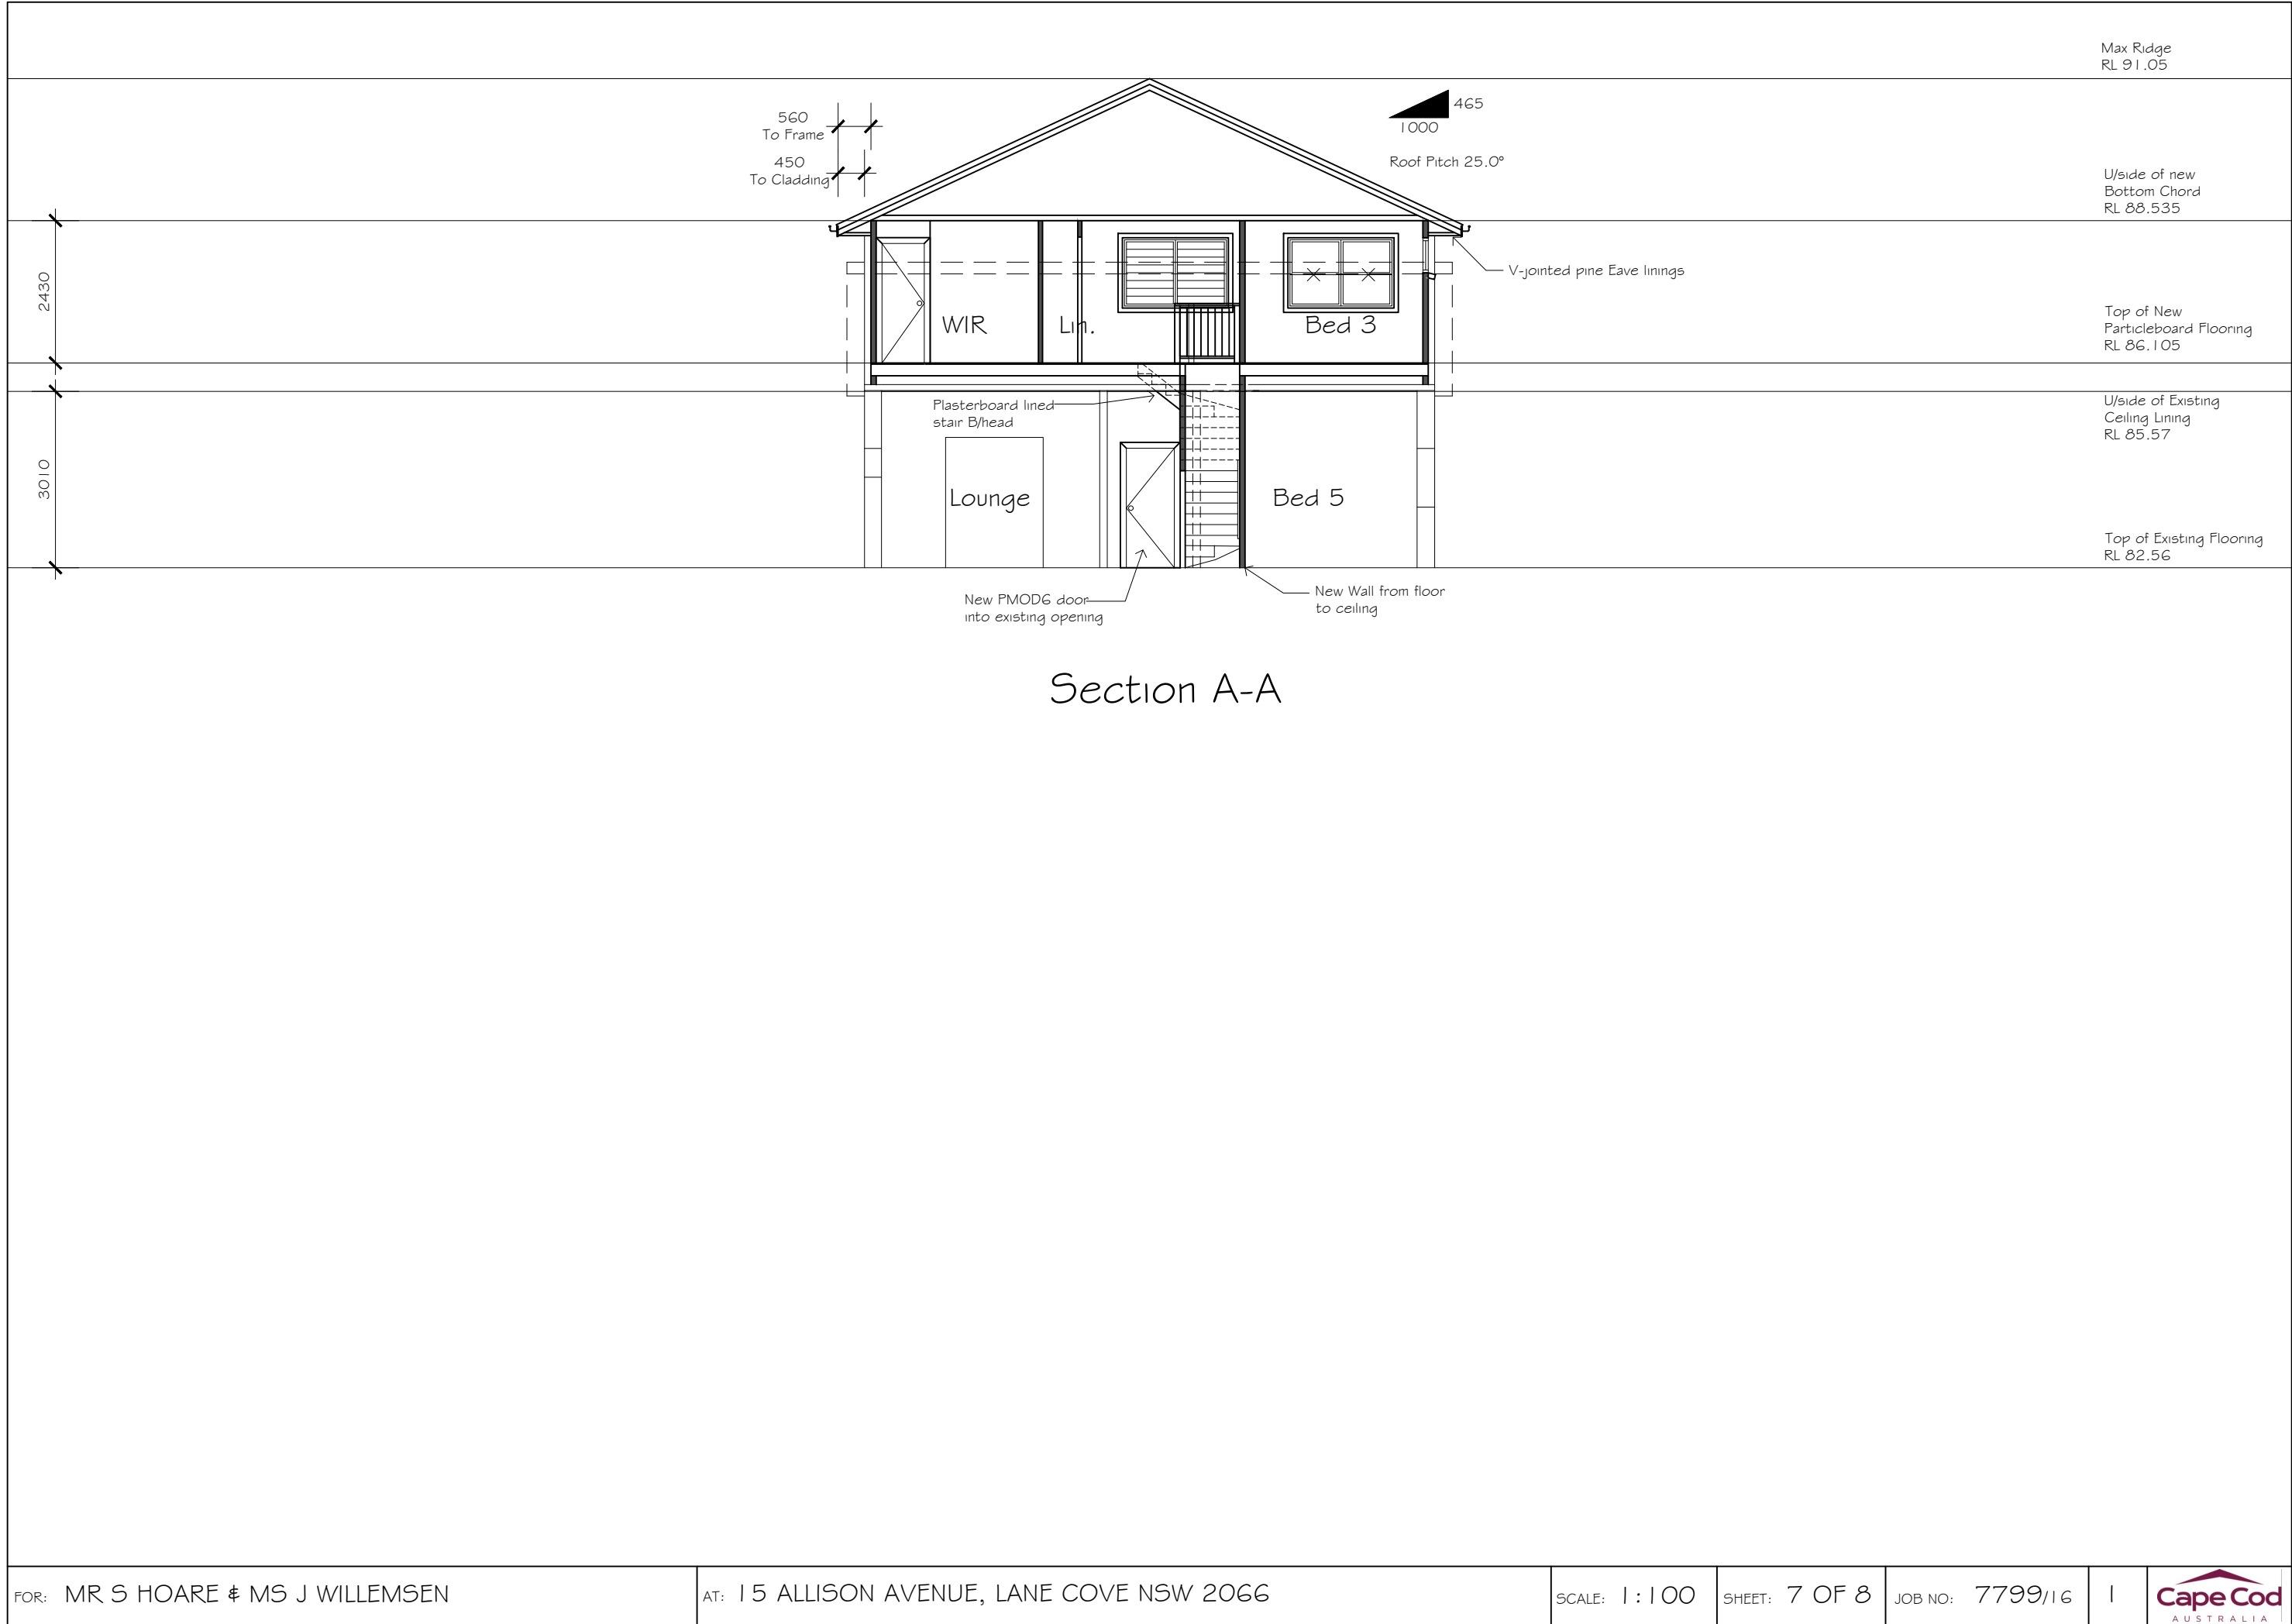 Max Ridge
RL 91.05
560
To Frame
450
To Cladding
465
1000
Roof Pitch 25.0°
U/side of new
Bottom Chord
RL 88.535
V-jointed pine Eave linings
2430
WIR
Lin.
Bed 3
Top of New
Particleboard Flooring
RL 86.105
Plasterboard lined
stair B/head
U/side of Existing
Ceiling Lining
RL 85.57
3010
Lounge
Bed 5
Top of Existing Flooring
RL 82.56
New PMOD6 door
into existing opening
New Wall from floor
to ceiling
Section A-A
FOR: MR S HOARE & MS J WILLEMSEN
AT: 15 ALLISON AVENUE, LANE COVE NSW 2066
SCALE: 1:100
SHEET: 7 OF 8
JOB NO: 7799/16
1
Cape Cod
AUSTRALIA